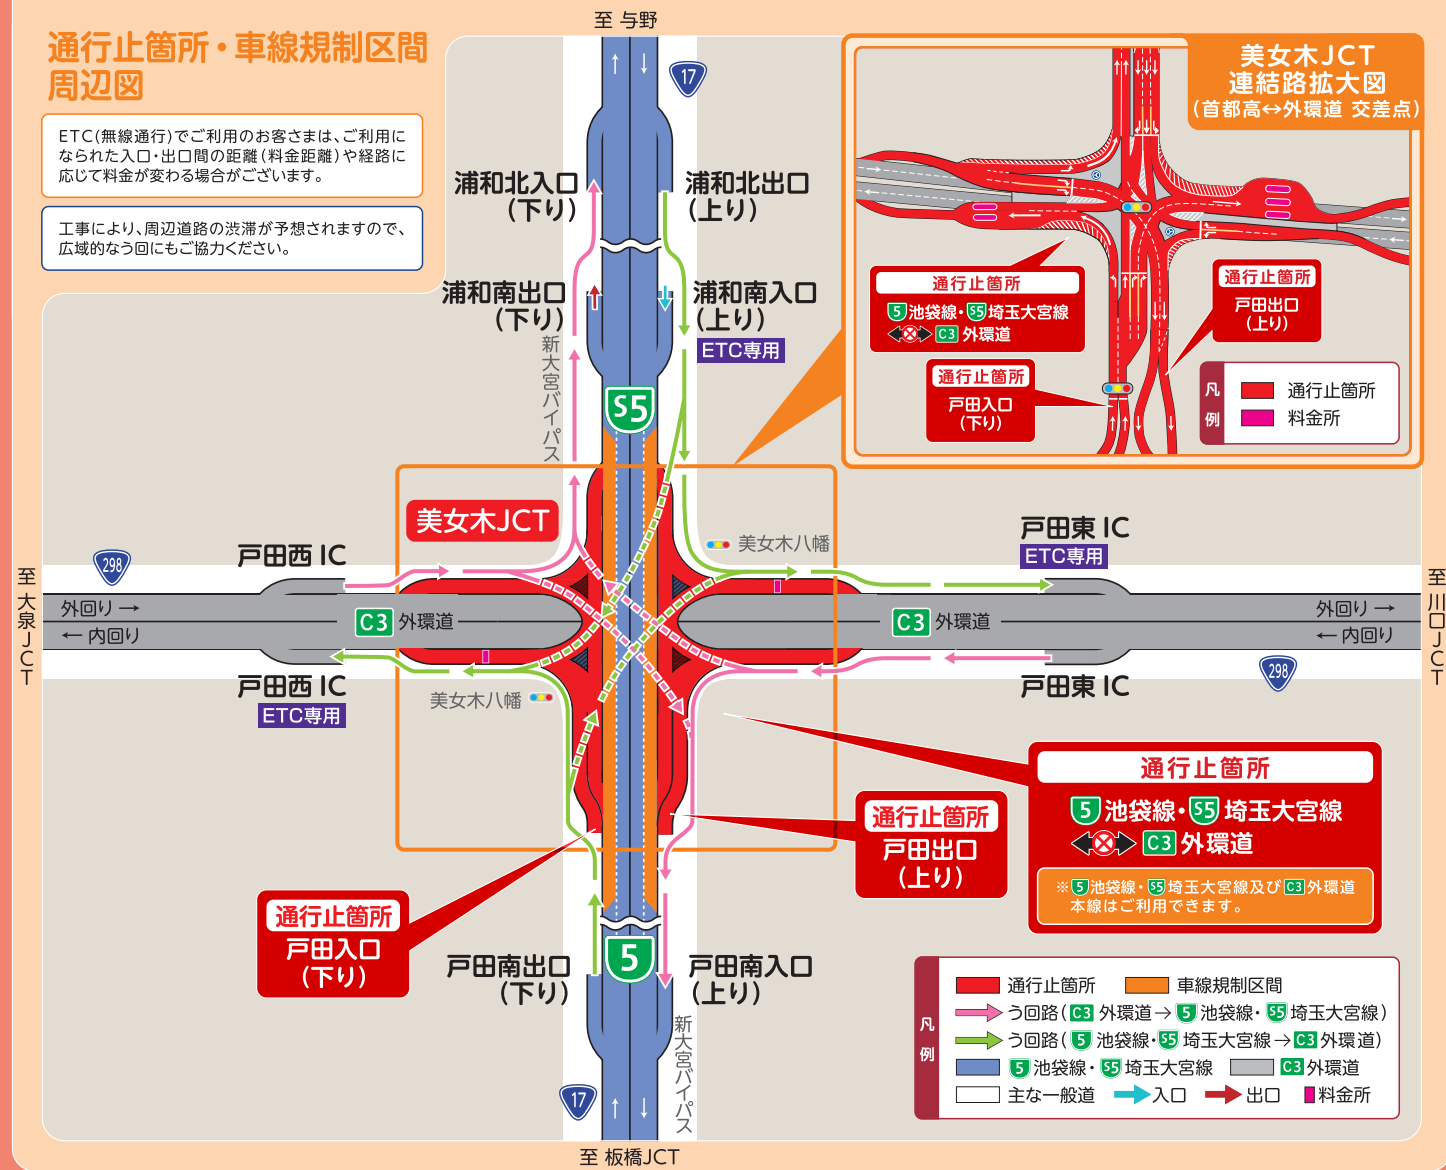 通行止箇所・車線規制区間
周辺図
ETC(無線通行)でご利用のお客さまは、ご利用に
なられた入口・出口間の距離(料金距離)や経路に
応じて料金が変わる場合がございます。
工事により、周辺道路の渋滞が予想されますので、
広域的なう回にもご協力ください。
至 与野
17
浦和北入口
(下り)
浦和北出口
(上り)
浦和南出口
(下り)
浦和南入口
(上り)
ETC専用
新大宮バイパス
S5
美女木JCT
連結路拡大図
(首都高↔外環道 交差点)
通行止箇所
5 池袋線・S5 埼玉大宮線
C3 外環道
通行止箇所
戸田出口
(上り)
通行止箇所
戸田入口
(下り)
凡例
通行止箇所
料金所
美女木JCT
美女木八幡
戸田西 IC
298
戸田東 IC
ETC専用
至大泉JCT
外回り→
←内回り
C3 外環道
C3 外環道
外回り→
←内回り
至川口JCT
戸田西 IC
ETC専用
美女木八幡
戸田東 IC
298
通行止箇所
5 池袋線・S5 埼玉大宮線
C3 外環道
※5 池袋線・S5 埼玉大宮線及びC3 外環道
本線はご利用できます。
通行止箇所
戸田出口
(上り)
通行止箇所
戸田入口
(下り)
戸田南出口
(下り)
5
戸田南入口
(上り)
新大宮バイパス
17
至 板橋JCT
凡例
通行止箇所
車線規制区間
う回路(C3 外環道→5 池袋線・S5 埼玉大宮線)
う回路(5 池袋線・S5 埼玉大宮線→C3 外環道)
5 池袋線・S5 埼玉大宮線
C3 外環道
主な一般道
入口
出口
料金所